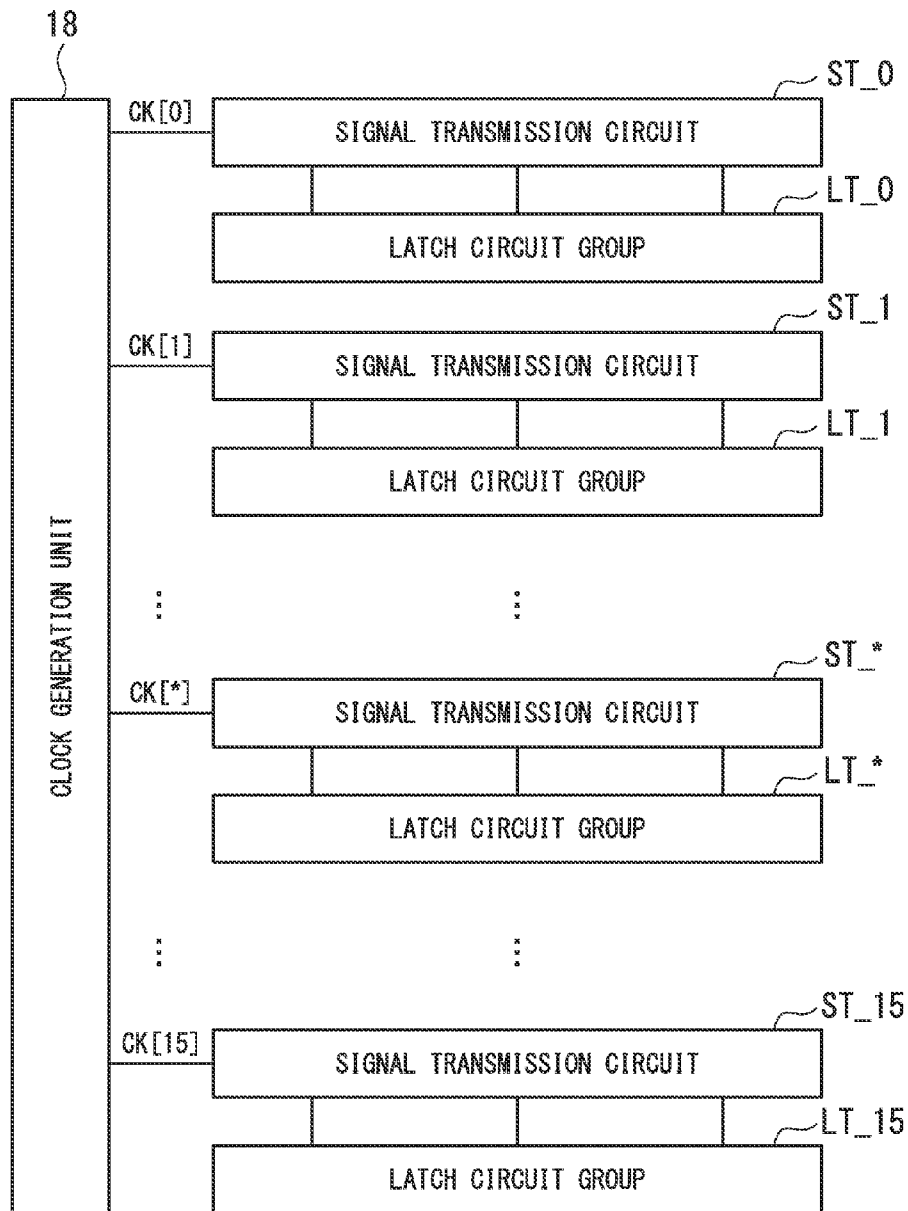 18
ST_0
CK[0]
SIGNAL TRANSMISSION CIRCUIT
LT_0
LATCH CIRCUIT GROUP
ST_1
CK[1]
SIGNAL TRANSMISSION CIRCUIT
LT_1
LATCH CIRCUIT GROUP
CLOCK GENERATION UNIT
ST_*
CK[*]
SIGNAL TRANSMISSION CIRCUIT
LT_*
LATCH CIRCUIT GROUP
ST_15
CK[15]
SIGNAL TRANSMISSION CIRCUIT
LT_15
LATCH CIRCUIT GROUP